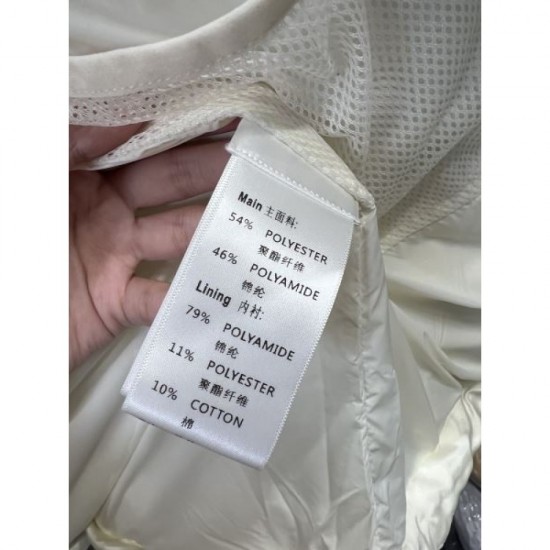 Main 主面料:
54% POLYESTER
聚酯纤维
46% POLYAMIDE
锦纶
Lining 内衬:
79% POLYAMIDE
锦纶
11% POLYESTER
聚酯纤维
10% COTTON
棉